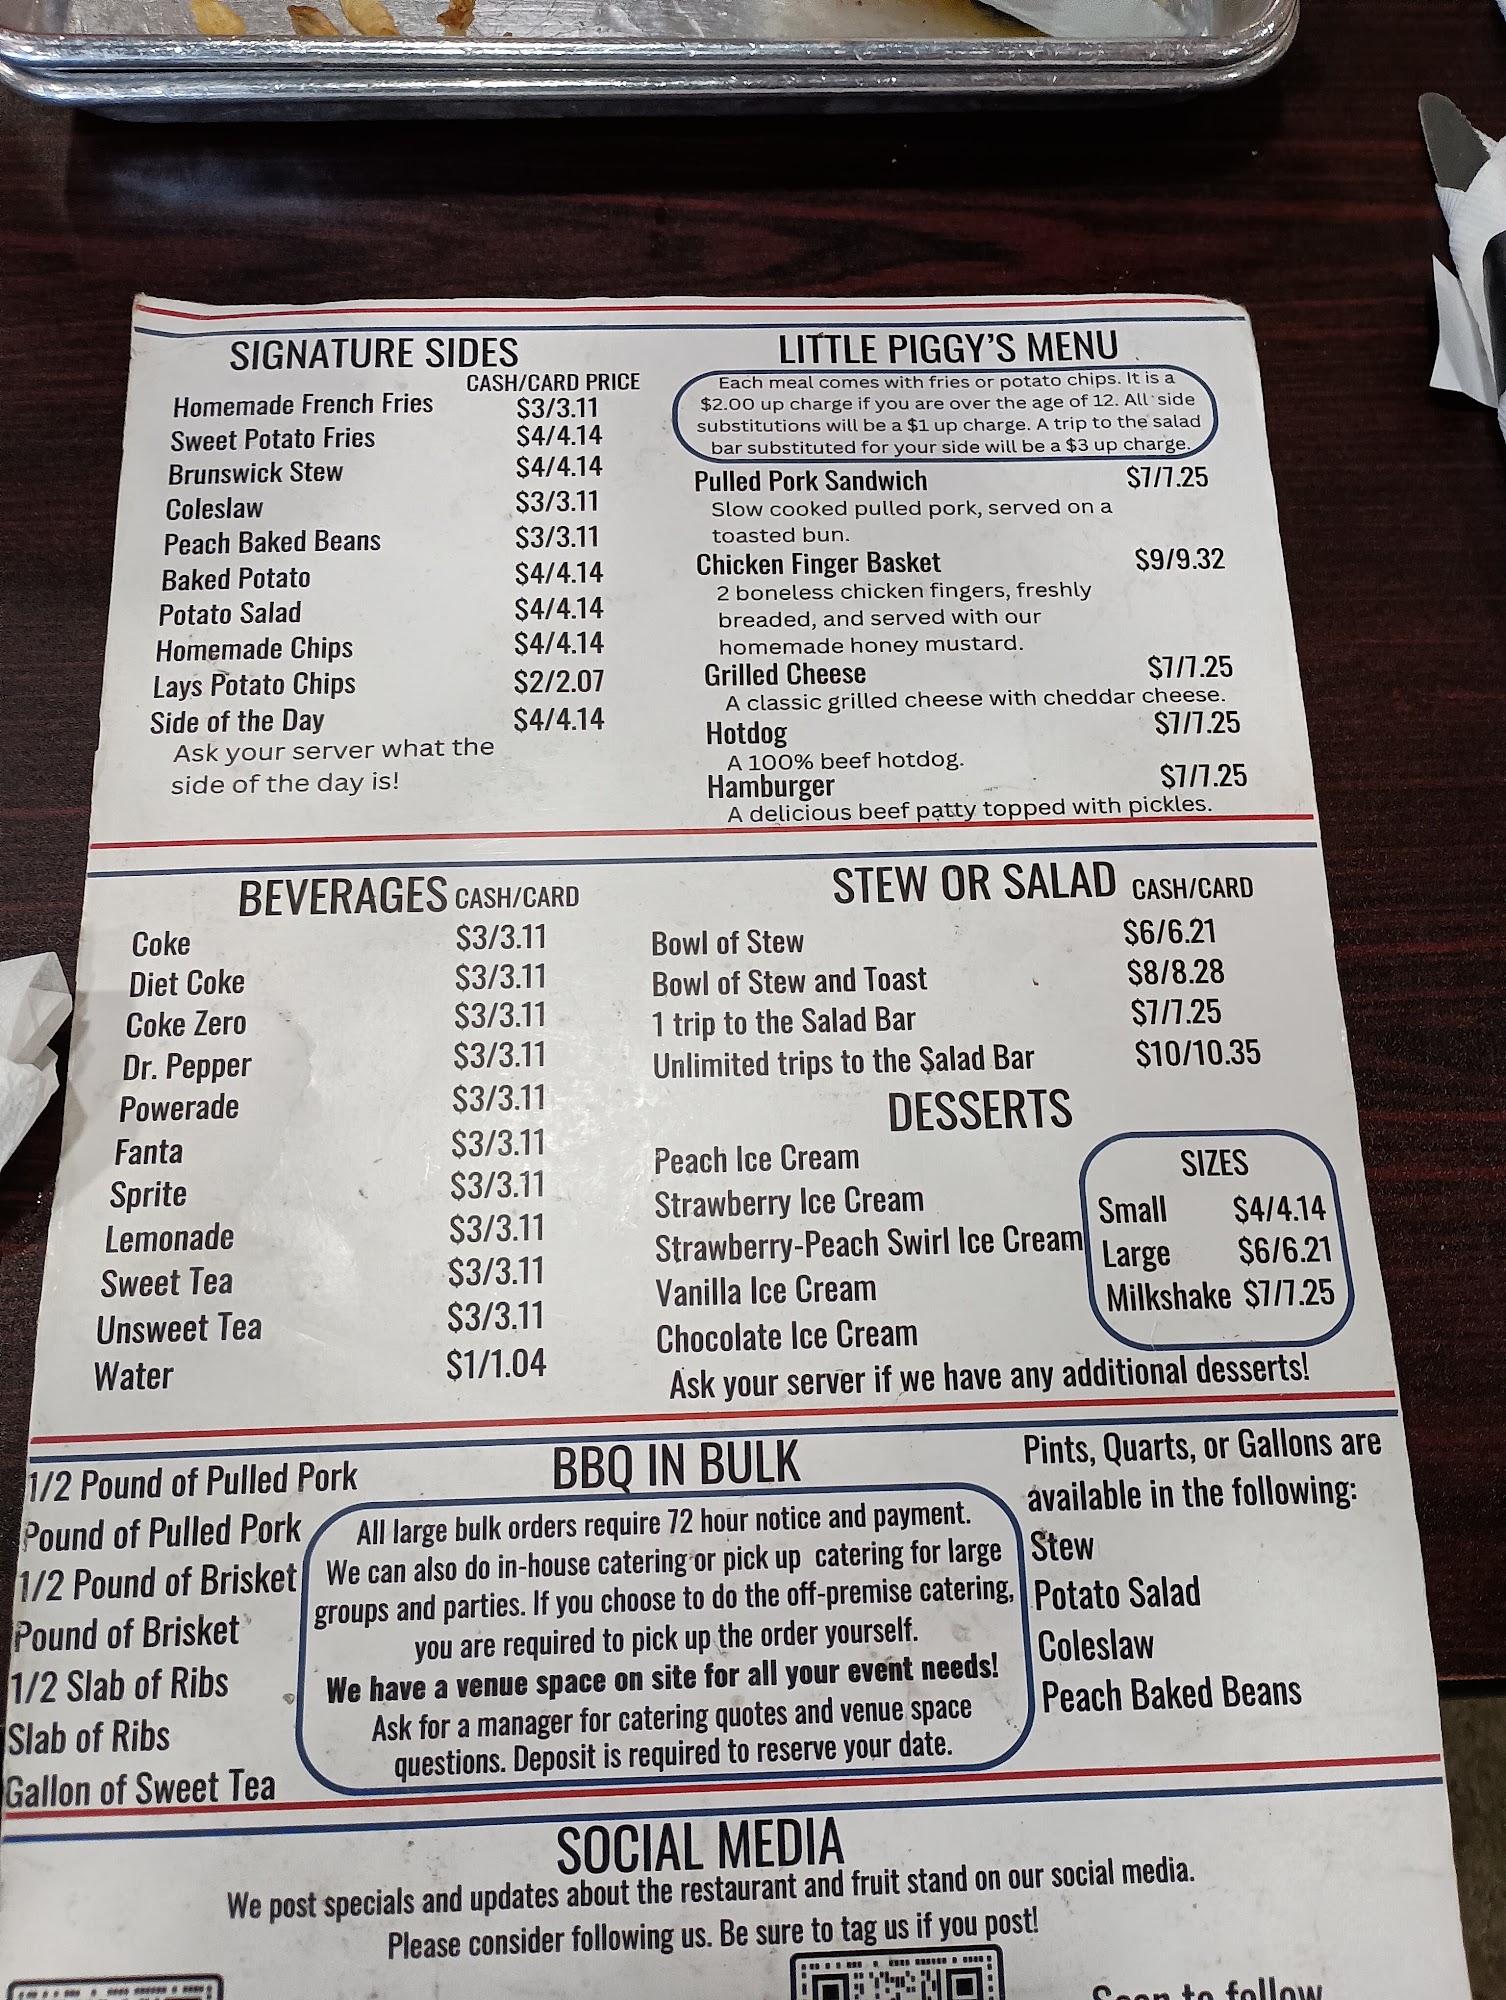 SIGNATURE SIDES
CASH/CARD PRICE
Homemade French Fries $3/3.11
Sweet Potato Fries $4/4.14
Brunswick Stew $4/4.14
Coleslaw $3/3.11
Peach Baked Beans $3/3.11
Baked Potato $4/4.14
Potato Salad $4/4.14
Homemade Chips $4/4.14
Lays Potato Chips $2/2.07
Side of the Day $4/4.14
Ask your server what the
side of the day is!
LITTLE PIGGY'S MENU
Each meal comes with fries or potato chips. It is a
$2.00 up charge if you are over the age of 12. All side
substitutions will be a $1 up charge. A trip to the salad
bar substituted for your side will be a $3 up charge.
Pulled Pork Sandwich $7/7.25
Slow cooked pulled pork, served on a
toasted bun.
Chicken Finger Basket $9/9.32
2 boneless chicken fingers, freshly
breaded, and served with our
homemade honey mustard.
Grilled Cheese $7/7.25
A classic grilled cheese with cheddar cheese.
Hotdog $7/7.25
A 100% beef hotdog.
Hamburger $7/7.25
A delicious beef patty topped with pickles.
BEVERAGES CASH/CARD
Coke $3/3.11
Diet Coke $3/3.11
Coke Zero $3/3.11
Dr. Pepper $3/3.11
Powerade $3/3.11
Fanta $3/3.11
Sprite $3/3.11
Lemonade $3/3.11
Sweet Tea $3/3.11
Unsweet Tea $3/3.11
Water $1/1.04
STEW OR SALAD CASH/CARD
Bowl of Stew $6/6.21
Bowl of Stew and Toast $8/8.28
1 trip to the Salad Bar $7/7.25
Unlimited trips to the Salad Bar $10/10.35
DESSERTS
Peach Ice Cream
Strawberry Ice Cream
Strawberry-Peach Swirl Ice Cream
Vanilla Ice Cream
Chocolate Ice Cream
SIZES
Small $4/4.14
Large $6/6.21
Milkshake $7/7.25
Ask your server if we have any additional desserts!
BBQ IN BULK
1/2 Pound of Pulled Pork
Pound of Pulled Pork
1/2 Pound of Brisket
Pound of Brisket
1/2 Slab of Ribs
Slab of Ribs
Gallon of Sweet Tea
All large bulk orders require 72 hour notice and payment.
We can also do in-house catering or pick up catering for large
groups and parties. If you choose to do the off-premise catering,
you are required to pick up the order yourself.
We have a venue space on site for all your event needs!
Ask for a manager for catering quotes and venue space
questions. Deposit is required to reserve your date.
Pints, Quarts, or Gallons are
available in the following:
Stew
Potato Salad
Coleslaw
Peach Baked Beans
SOCIAL MEDIA
We post specials and updates about the restaurant and fruit stand on our social media.
Please consider following us. Be sure to tag us if you post!
to follow